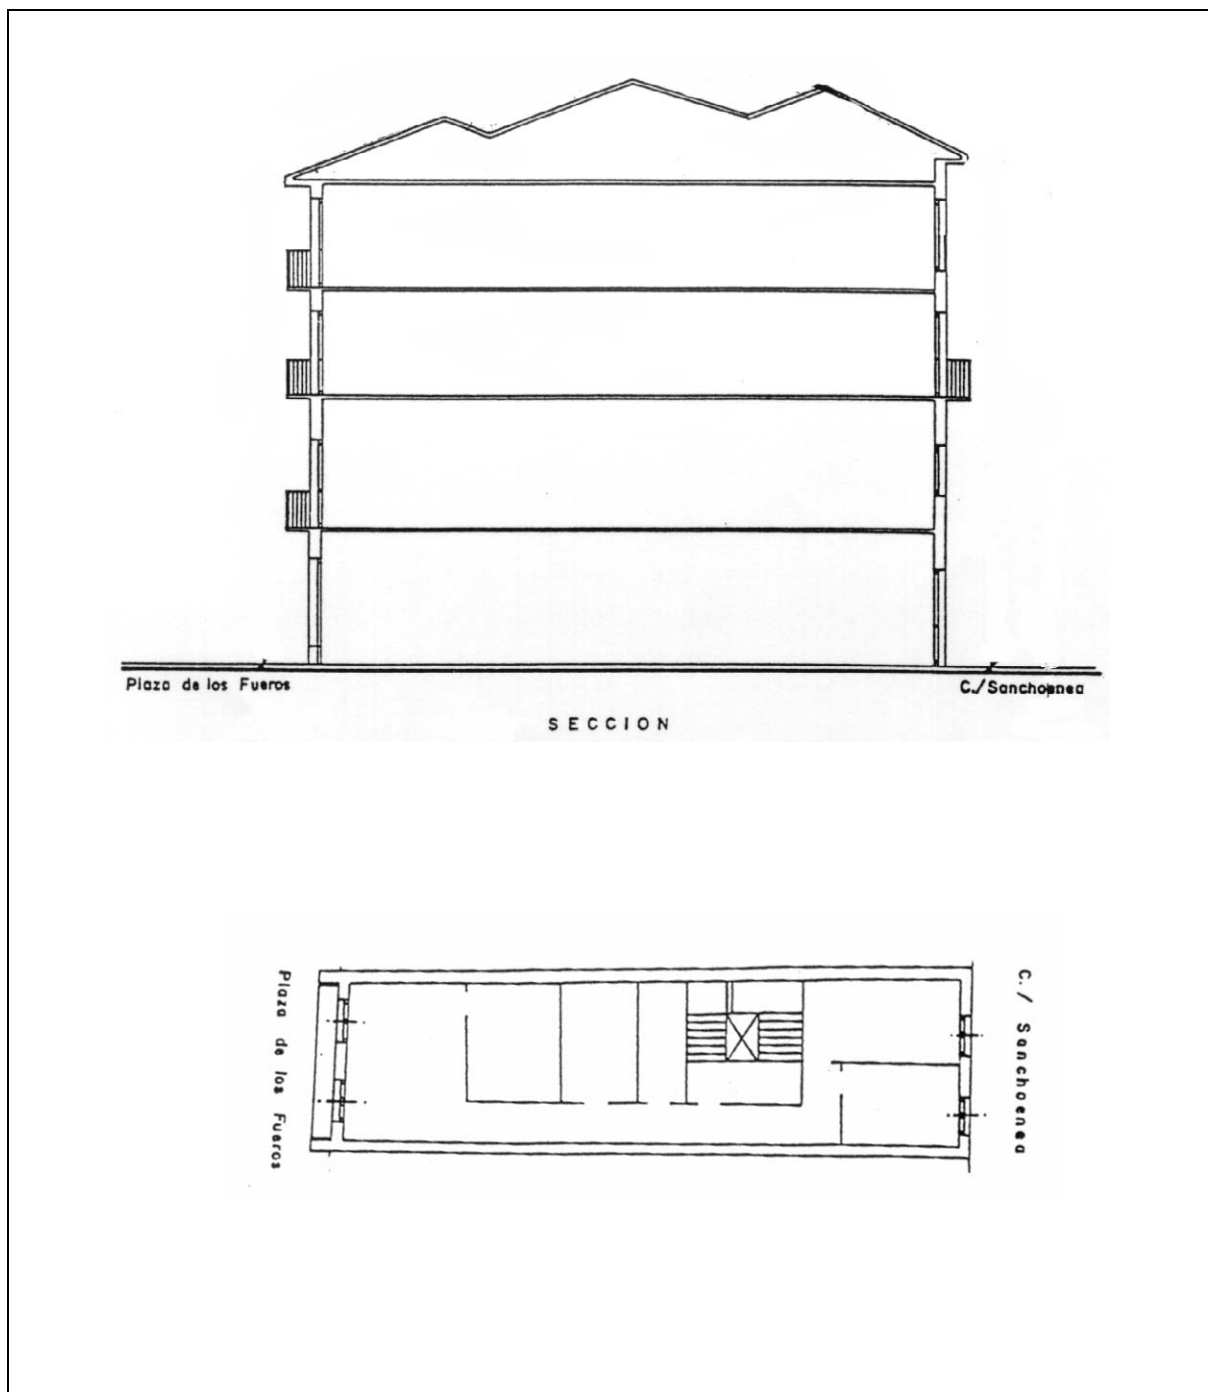 Plaza de los Fueros
C./Sanchoenea
SECCION
Plaza de los Fueros
C./ Sanchoenea